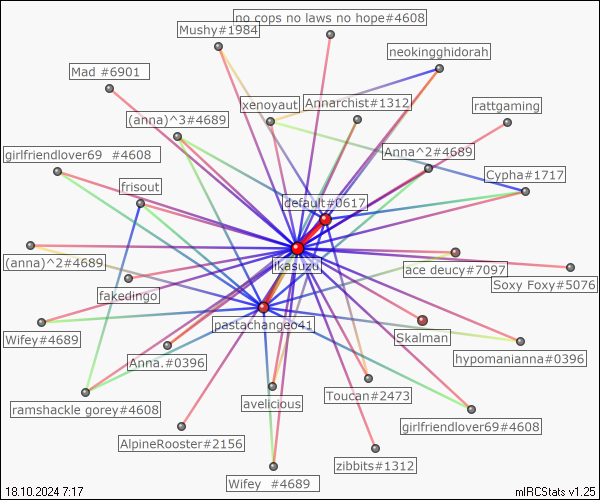 no cops no laws no hope#4608
Mushy#1984
neokingghidorah
Mad #6901
xenoyaut
Annarchist#1312
rattgaming
(anna)^3#4689
girlfriendlover69 #4608
Anna^2#4689
Cypha#1717
frisout
default#0617
(anna)^2#4689
ikasuzu
ace deucy#7097
Soxy Foxy#5076
fakedingo
Wifey#4689
pastachangeo41
Skalman
hypomanianna#0396
Anna.#0396
ramshackle gorey#4608
avelicious
Toucan#2473
girlfriendlover69#4608
AlpineRooster#2156
zibbits#1312
Wifey #4689
18.10.2024 7:17
mIRCStats v1.25